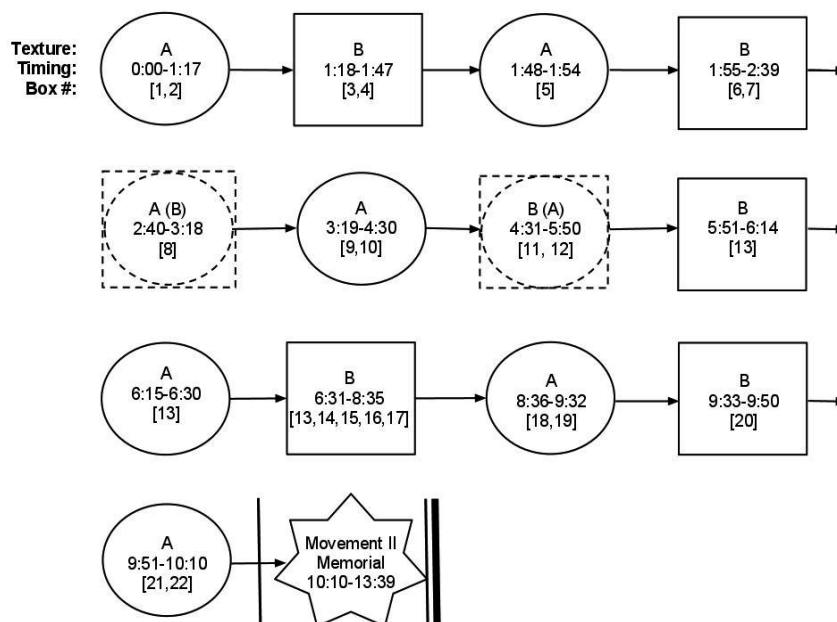 Texture:
Timing:
Box #:
A
0:00-1:17
[1,2]
B
1:18-1:47
[3,4]
A
1:48-1:54
[5]
B
1:55-2:39
[6,7]
A (B)
2:40-3:18
[8]
A
3:19-4:30
[9,10]
B (A)
4:31-5:50
[11, 12]
B
5:51-6:14
[13]
A
6:15-6:30
[13]
B
6:31-8:35
[13,14,15,16,17]
A
8:36-9:32
[18,19]
B
9:33-9:50
[20]
A
9:51-10:10
[21,22]
Movement II
Memorial
10:10-13:39